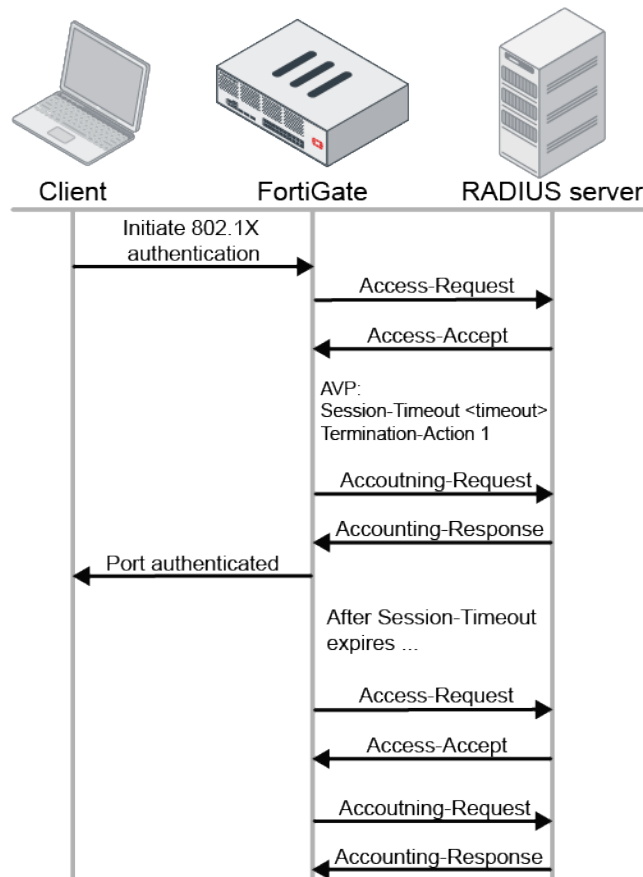 Client
FortiGate
RADIUS server
Initiate 802.1X
authentication
Access-Request
Access-Accept
AVP:
Session-Timeout <timeout>
Termination-Action 1
Accoutning-Request
Accounting-Response
Port authenticated
After Session-Timeout
expires ...
Access-Request
Access-Accept
Accoutning-Request
Accounting-Response